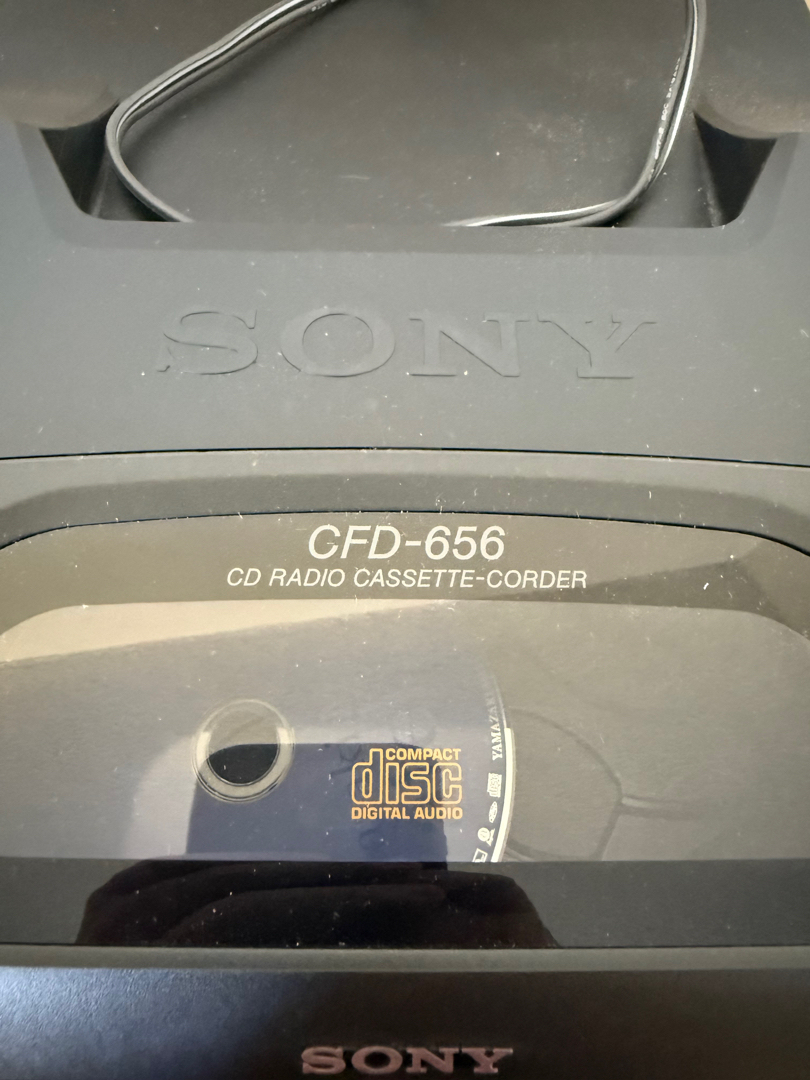 SONY
CFD-656
CD RADIO CASSETTE-CORDER
COMPACT
disc
DIGITAL AUDIO
SONY